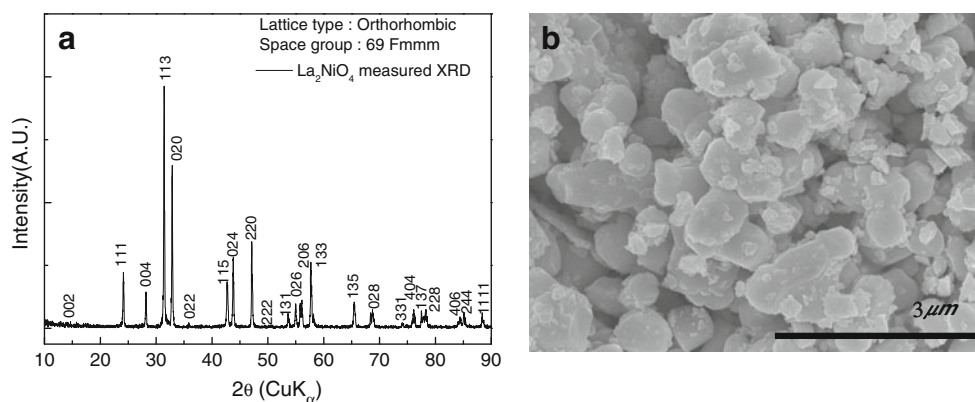 a
Lattice type : Orthorhombic
Space group : 69 Fmmm
La₂NiO₄ measured XRD
Intensity(A.U.)
002
111
004
113
020
022
115
024
220
222
131
026
206
133
135
028
331
404
137
228
406
244
1111
10 20 30 40 50 60 70 80 90
2θ (CuKα)
b
3μm